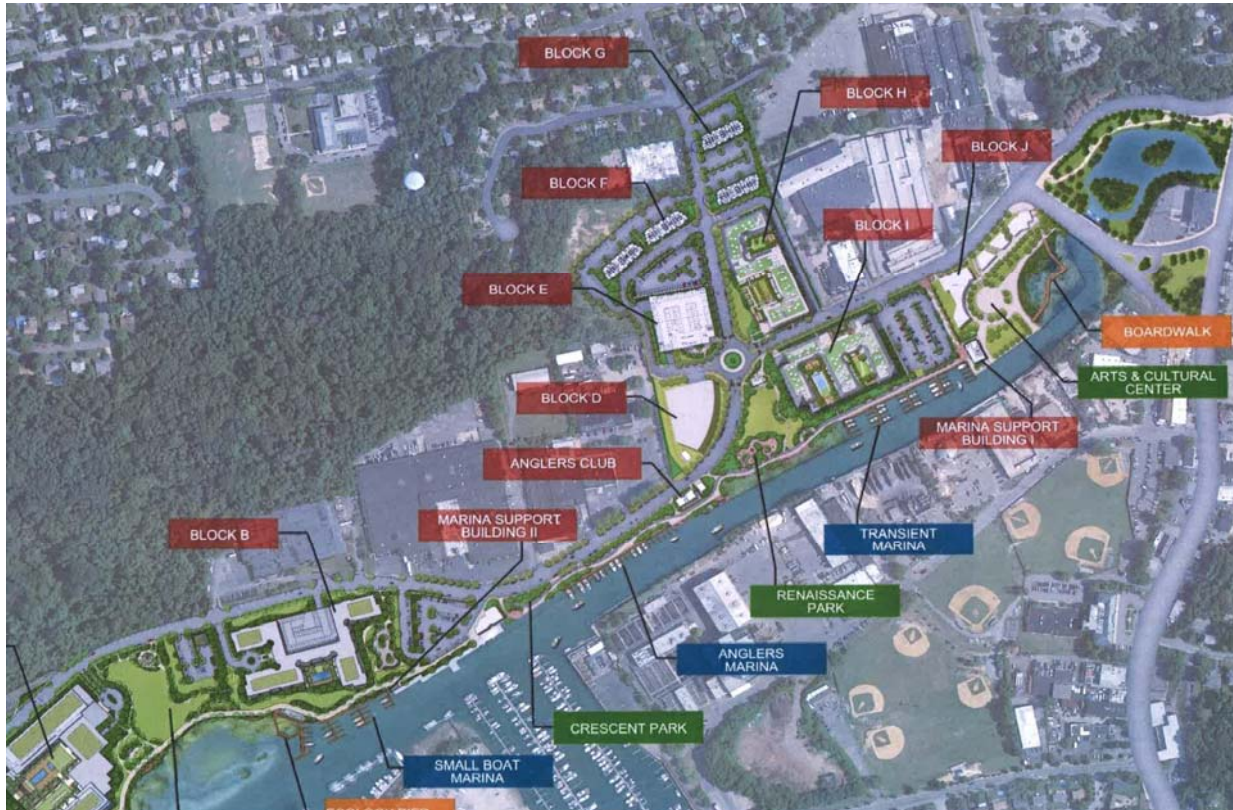 BLOCK G
BLOCK H
BLOCK J
BLOCK F
BLOCK I
BLOCK E
BOARDWALK
ARTS & CULTURAL
CENTER
BLOCK D
MARINA SUPPORT
BUILDING I
ANGLERS CLUB
MARINA SUPPORT
BUILDING II
BLOCK B
TRANSIENT
MARINA
RENAISSANCE
PARK
ANGLERS
MARINA
CRESCENT PARK
SMALL BOAT
MARINA